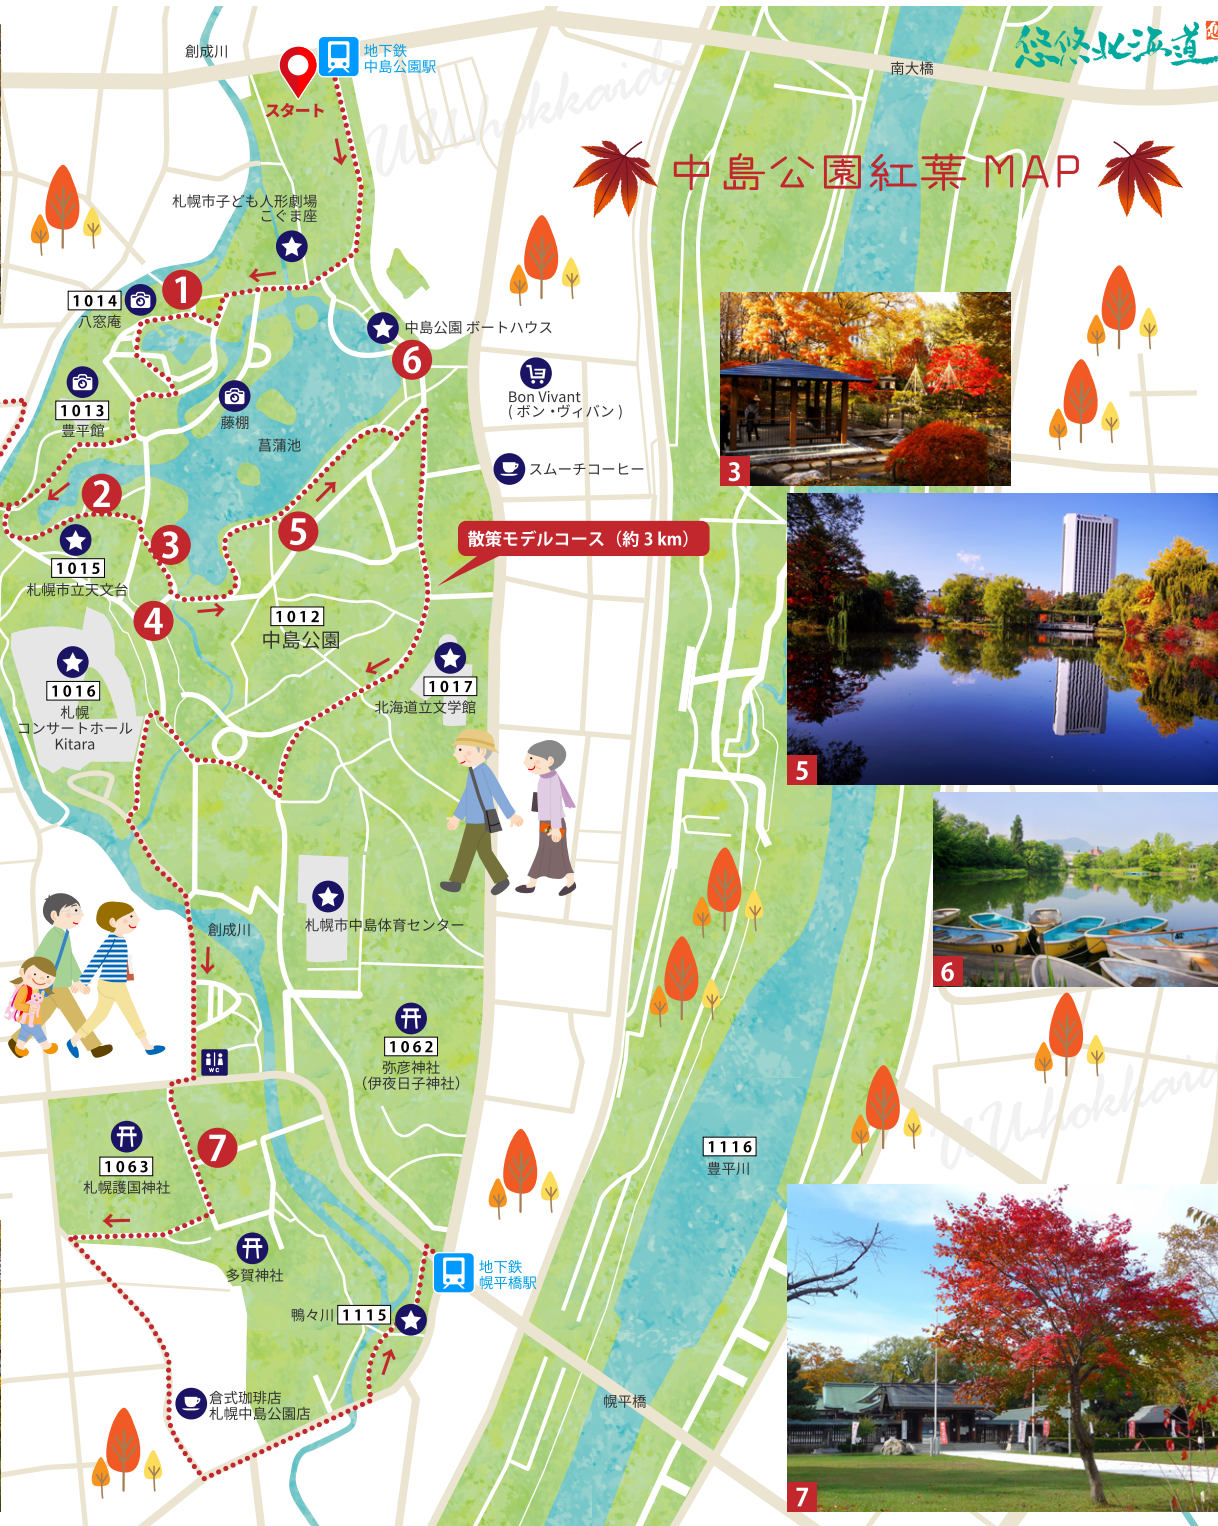 創成川
地下鉄
中島公園駅
スタート
南大橋
悠悠北海道
中島公園紅葉 MAP
UU-hokkaido
札幌市子ども人形劇場
こぐま座
1
1014
八窓庵
中島公園 ボートハウス
6
1013
豊平館
藤棚
菖蒲池
Bon Vivant
( ボン・ヴィバン )
スムーチコーヒー
3
2
3
5
散策モデルコース（約 3 km）
1015
札幌市立天文台
4
1012
中島公園
1016
札幌
コンサートホール
Kitara
1017
北海道立文学館
5
創成川
札幌市中島体育センター
6
10
WC
1062
弥彦神社
（伊夜日子神社）
UU-hokkaido
7
1063
札幌護国神社
1116
豊平川
多賀神社
地下鉄
幌平橋駅
鴨々川
1115
倉式珈琲店
札幌中島公園店
幌平橋
7